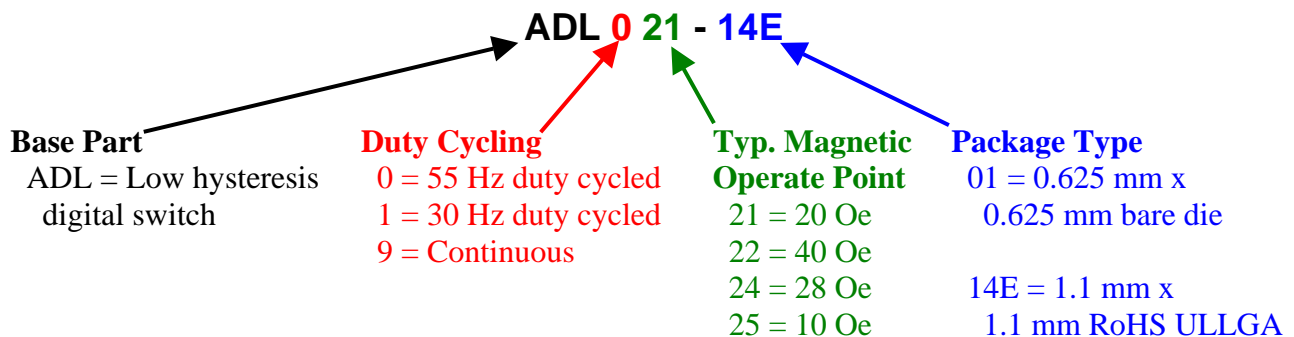 ADL 0 21 - 14E
Base Part
ADL = Low hysteresis
digital switch
Duty Cycling
0 = 55 Hz duty cycled
1 = 30 Hz duty cycled
9 = Continuous
Typ. Magnetic
Operate Point
21 = 20 Oe
22 = 40 Oe
24 = 28 Oe
25 = 10 Oe
Package Type
01 = 0.625 mm x
0.625 mm bare die
14E = 1.1 mm x
1.1 mm RoHS ULLGA